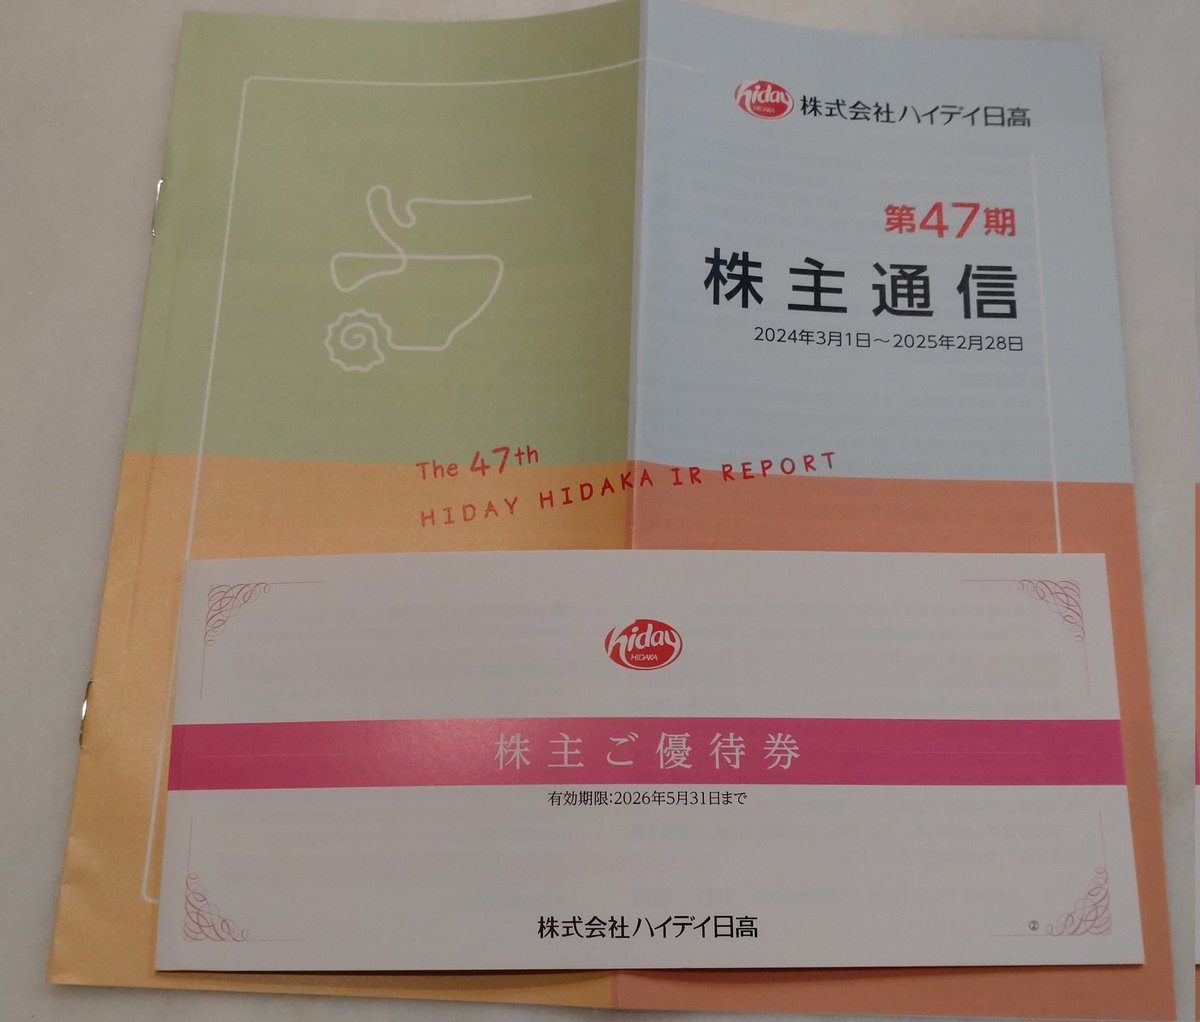 hiday
HIDAKA
株式会社ハイデイ日高
第47期
株主通信
2024年3月1日～2025年2月28日
The 47th
HIDAY HIDAKA IR REPORT
hiday
HIDAKA
株主ご優待券
有効期限:2026年5月31日まで
株式会社ハイデイ日高
②